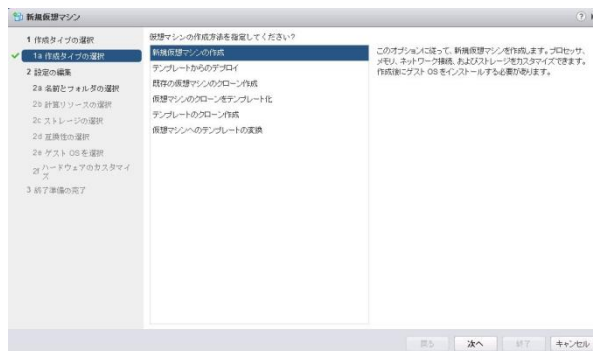 新規仮想マシン
1 作成タイプの選択
1a 作成タイプの選択
2 設定の編集
2a 名前とフォルダの選択
2b 計算リソースの選択
2c ストレージの選択
2d 互換性の選択
2e ゲスト OS を選択
2f ハードウェアのカスタマイ
ズ
3 終了準備の完了
仮想マシンの作成方法を指定してください?
新規仮想マシンの作成
テンプレートからのデプロイ
既存の仮想マシンのクローン作成
仮想マシンのクローンをテンプレート化
テンプレートのクローン作成
仮想マシンへのテンプレートの変換
このオプションに従って、新規仮想マシンを作成します。プロセッサ、
メモリ、ネットワーク接続、およびストレージをカスタマイズできます。
作成後にゲスト OS をインストールする必要があります。
戻る 次へ 終了 キャンセル